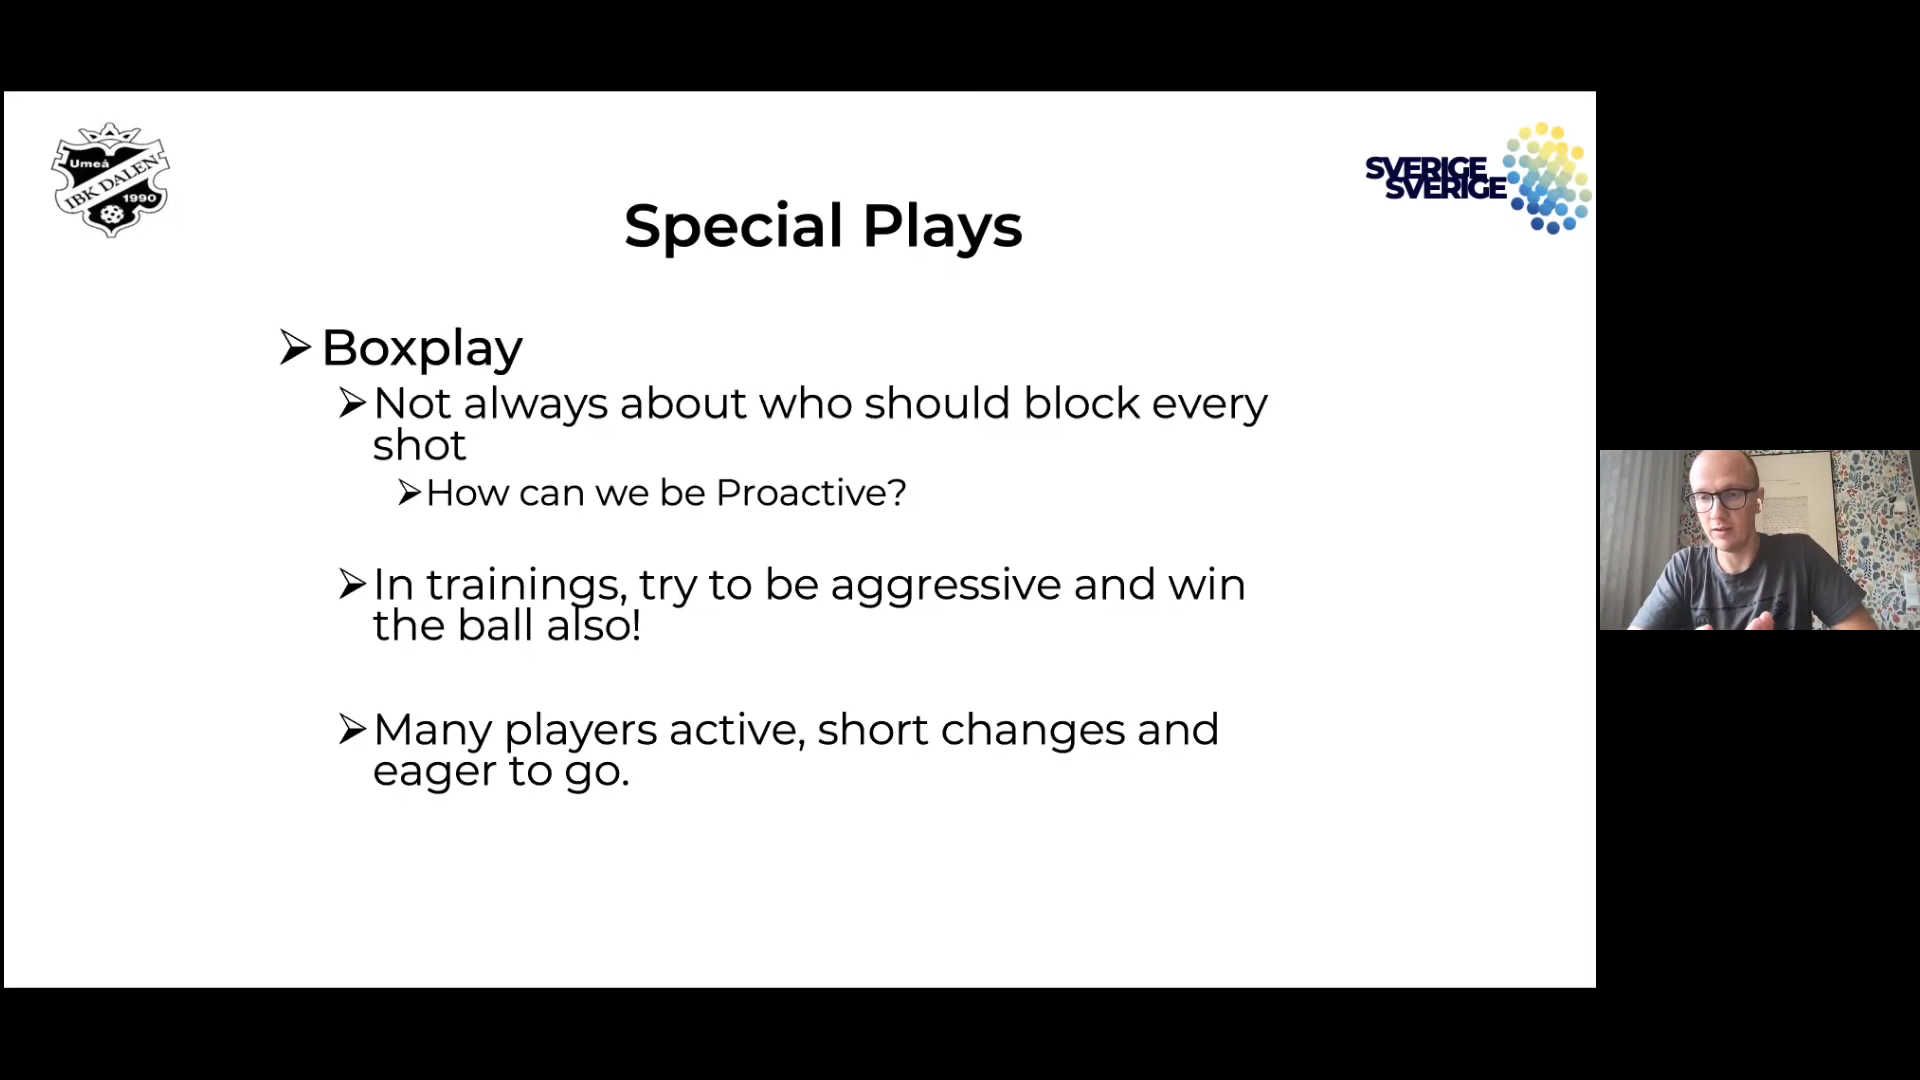 Umeå
IBK DALEN
1990
SVERIGE
SVERIGE
Special Plays
➢Boxplay
➢Not always about who should block every
shot
➢How can we be Proactive?
➢In trainings, try to be aggressive and win
the ball also!
➢Many players active, short changes and
eager to go.